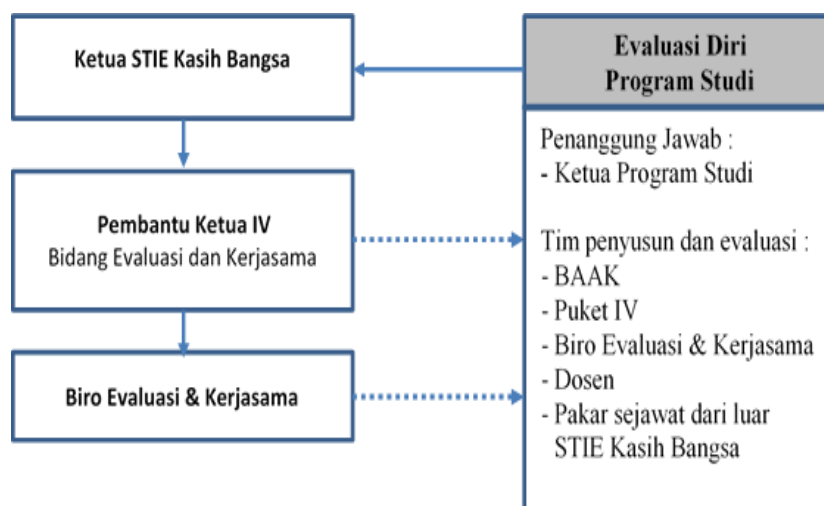 Ketua STIE Kasih Bangsa
Pembantu Ketua IV
Bidang Evaluasi dan Kerjasama
Biro Evaluasi & Kerjasama
Evaluasi Diri
Program Studi
Penanggung Jawab :
- Ketua Program Studi
Tim penyusun dan evaluasi :
- BAAK
- Puket IV
- Biro Evaluasi & Kerjasama
- Dosen
- Pakar sejawat dari luar
STIE Kasih Bangsa